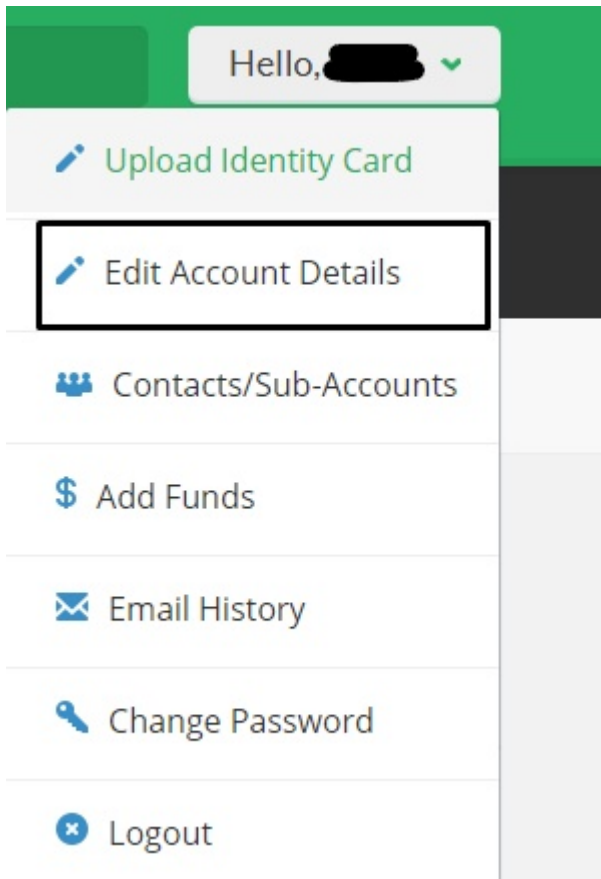 Hello,
Upload Identity Card
Edit Account Details
Contacts/Sub-Accounts
$ Add Funds
Email History
Change Password
Logout